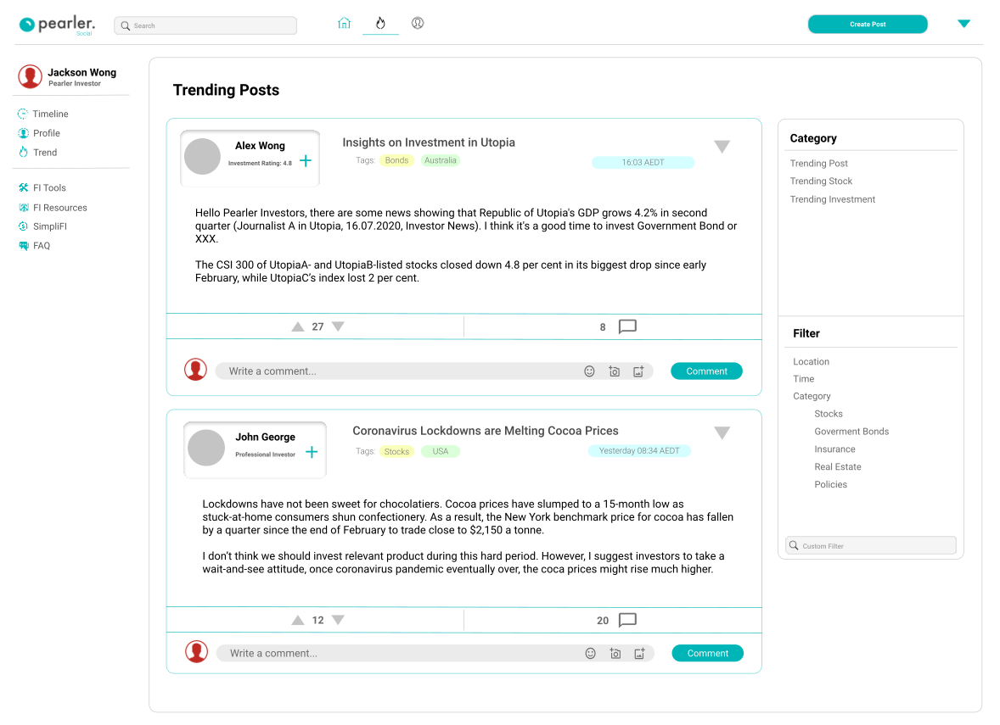 pearler.
Social
Search
Create Post
Jackson Wong
Pearler Investor
Timeline
Profile
Trend
FI Tools
FI Resources
SimpliFI
FAQ
Trending Posts
Alex Wong
Investment Rating: 4.8
Insights on Investment in Utopia
Tags: Bonds Australia
16:03 AEDT
Hello Pearler Investors, there are some news showing that Republic of Utopia's GDP grows 4.2% in second
quarter (Journalist A in Utopia, 16.07.2020, Investor News). I think it's a good time to invest Government Bond or
XXX.
The CSI 300 of UtopiaA- and UtopiaB-listed stocks closed down 4.8 per cent in its biggest drop since early
February, while UtopiaC's index lost 2 per cent.
27
8
Write a comment...
Comment
John George
Professional Investor
Coronavirus Lockdowns are Melting Cocoa Prices
Tags: Stocks USA
Yesterday 08:34 AEDT
Lockdowns have not been sweet for chocolatiers. Cocoa prices have slumped to a 15-month low as
stuck-at-home consumers shun confectionery. As a result, the New York benchmark price for cocoa has fallen
by a quarter since the end of February to trade close to $2,150 a tonne.
I don't think we should invest relevant product during this hard period. However, I suggest investors to take a
wait-and-see attitude, once coronavirus pandemic eventually over, the coca prices might rise much higher.
12
20
Write a comment...
Comment
Category
Trending Post
Trending Stock
Trending Investment
Filter
Location
Time
Category
Stocks
Goverment Bonds
Insurance
Real Estate
Policies
Custom Filter